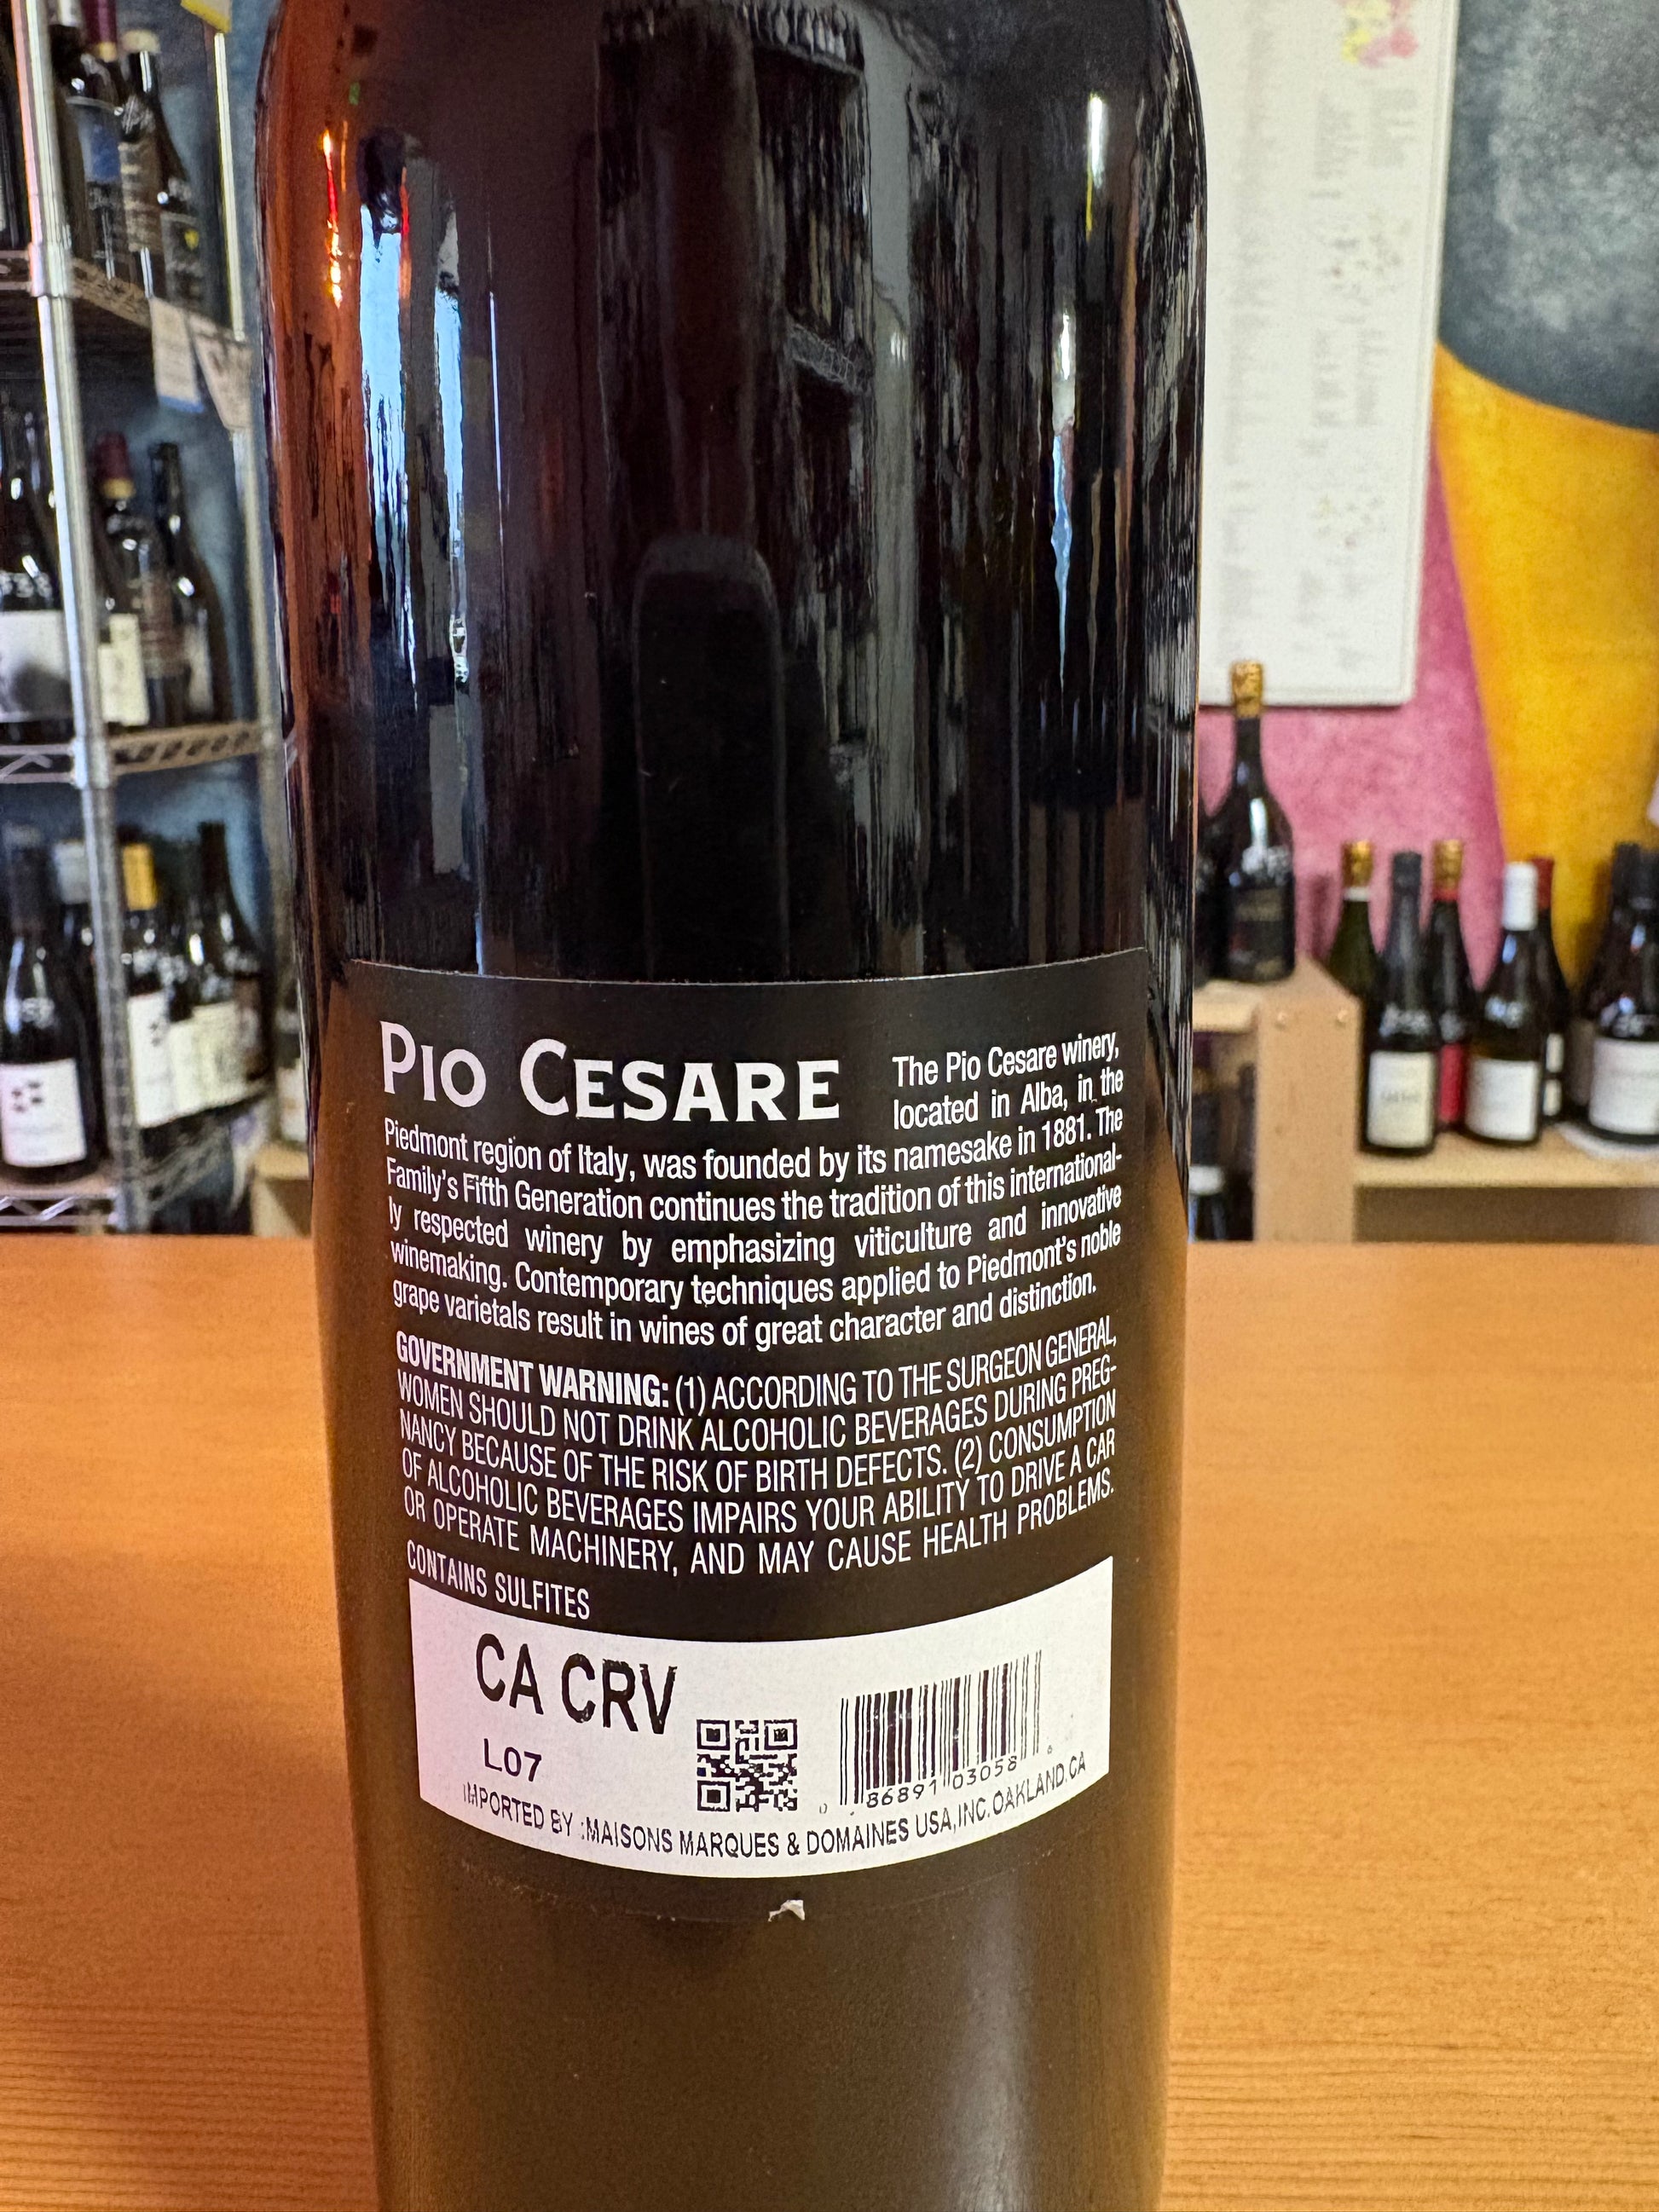 PIO CESARE
The Pio Cesare winery,
located in Alba, in the
Piedmont region of Italy, was founded by its namesake in 1881. The
Family's Fifth Generation continues the tradition of this international-
ly respected winery by emphasizing viticulture and innovative
winemaking. Contemporary techniques applied to Piedmont's noble
grape varietals result in wines of great character and distinction.
GOVERNMENT WARNING: (1) ACCORDING TO THE SURGEON GENERAL,
WOMEN SHOULD NOT DRINK ALCOHOLIC BEVERAGES DURING PREG-
NANCY BECAUSE OF THE RISK OF BIRTH DEFECTS. (2) CONSUMPTION
OF ALCOHOLIC BEVERAGES IMPAIRS YOUR ABILITY TO DRIVE A CAR
OR OPERATE MACHINERY, AND MAY CAUSE HEALTH PROBLEMS.
CONTAINS SULFITES
CA CRV
L07
0 86891 03058 6
IMPORTED BY :MAISONS MARQUES & DOMAINES USA,INC.OAKLAND.CA